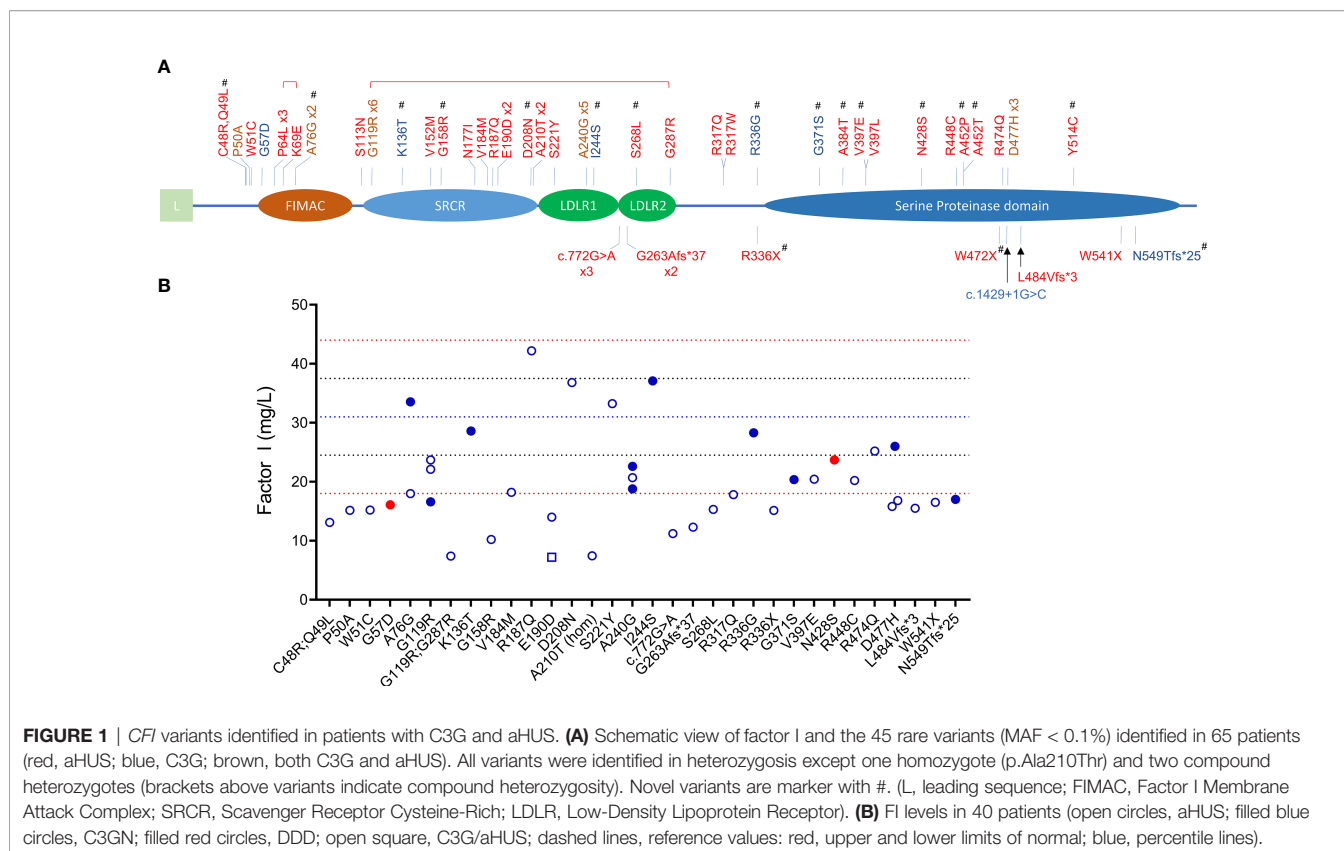 A
C48R;Q49L#
P50A
W51C
G57D
P64L x3
K69E
A76G x2 #
S113N
G119R x6
K136T #
V152M
G158R #
N177I
V184M
R187Q
E190D x2
D208N #
A210T x2
S221Y
A240G x5
I244S #
S268L #
G287R
R317Q
R317W
R336G #
G371S #
A384T #
V397E #
V397L
N428S #
R448C
A452P #
A452T #
R474Q
D477H x3
Y514C #
L
FIMAC
SRCR
LDLR1
LDLR2
Serine Proteinase domain
c.772G>A
x3
G263Afs*37
x2
R336X#
W472X#
L484Vfs*3
c.1429+1G>C
W541X
N549Tfs*25#
B
Factor I (mg/L)
50
40
30
20
10
0
C48R;Q49L
P50A
W51C
G57D
A76G
G119R
G119R;G287R
K136T
G158R
V184M
R187Q
E190D
D208N
A210T (hom)
S221Y
A240G
I244S
c.772G>A
G263Afs*37
S268L
R317Q
R336G
R336X
G371S
V397E
N428S
R448C
R474Q
D477H
L484Vfs*3
W541X
N549Tfs*25
FIGURE 1 | CFI variants identified in patients with C3G and aHUS. (A) Schematic view of factor I and the 45 rare variants (MAF < 0.1%) identified in 65 patients
(red, aHUS; blue, C3G; brown, both C3G and aHUS). All variants were identified in heterozygosis except one homozygote (p.Ala210Thr) and two compound
heterozygotes (brackets above variants indicate compound heterozygosity). Novel variants are marker with #. (L, leading sequence; FIMAC, Factor I Membrane
Attack Complex; SRCR, Scavenger Receptor Cysteine-Rich; LDLR, Low-Density Lipoprotein Receptor). (B) FI levels in 40 patients (open circles, aHUS; filled blue
circles, C3GN; filled red circles, DDD; open square, C3G/aHUS; dashed lines, reference values: red, upper and lower limits of normal; blue, percentile lines).